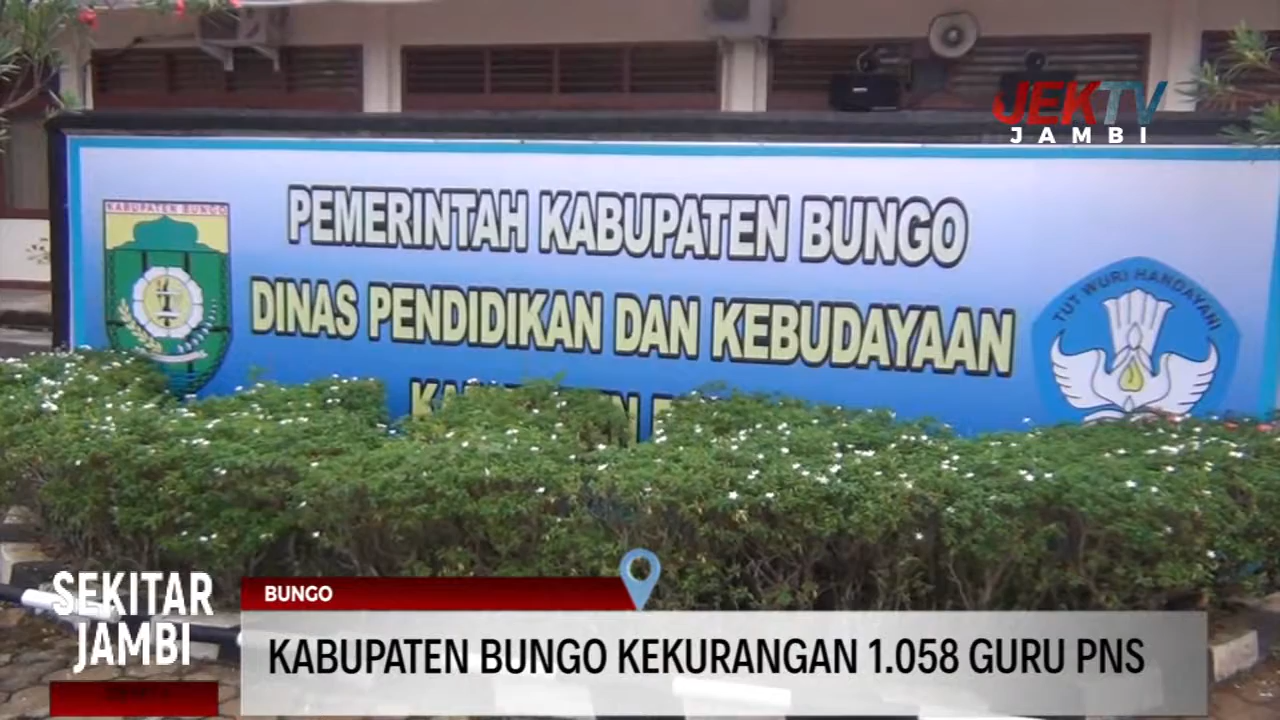 JEKTV
JAMBI
KABUPATEN BUNGO
PEMERINTAH KABUPATEN BUNGO
DINAS PENDIDIKAN DAN KEBUDAYAAN
TUT WURI HANDAYANI
SEKITAR
JAMBI
BUNGO
KABUPATEN BUNGO KEKURANGAN 1.058 GURU PNS